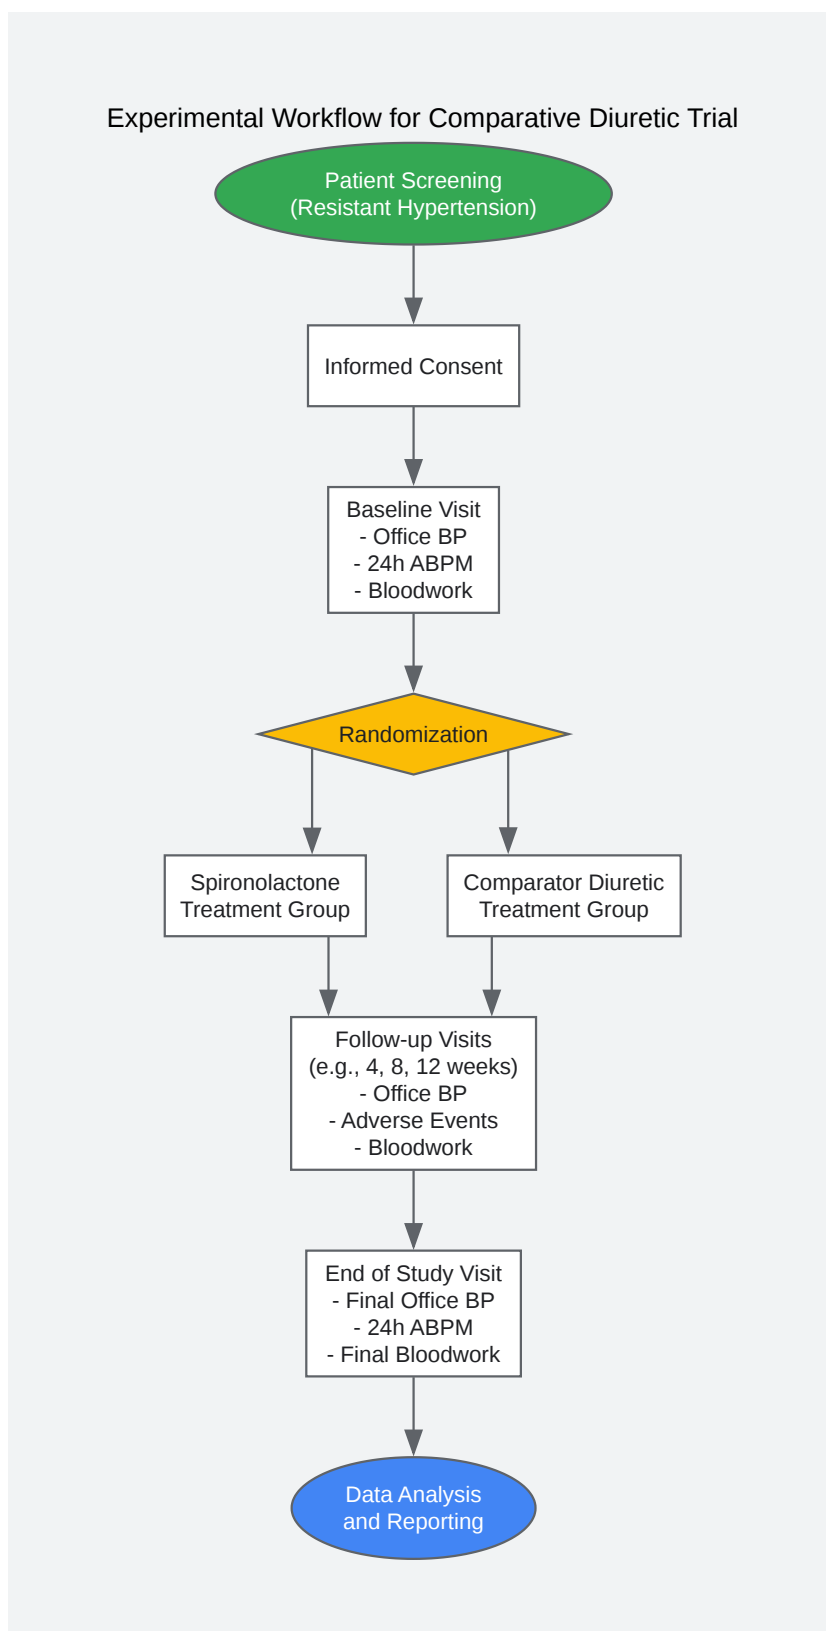 Experimental Workflow for Comparative Diuretic Trial
Patient Screening
(Resistant Hypertension)
Informed Consent
Baseline Visit
- Office BP
- 24h ABPM
- Bloodwork
Randomization
Spironolactone
Treatment Group
Comparator Diuretic
Treatment Group
Follow-up Visits
(e.g., 4, 8, 12 weeks)
- Office BP
- Adverse Events
- Bloodwork
End of Study Visit
- Final Office BP
- 24h ABPM
- Final Bloodwork
Data Analysis
and Reporting